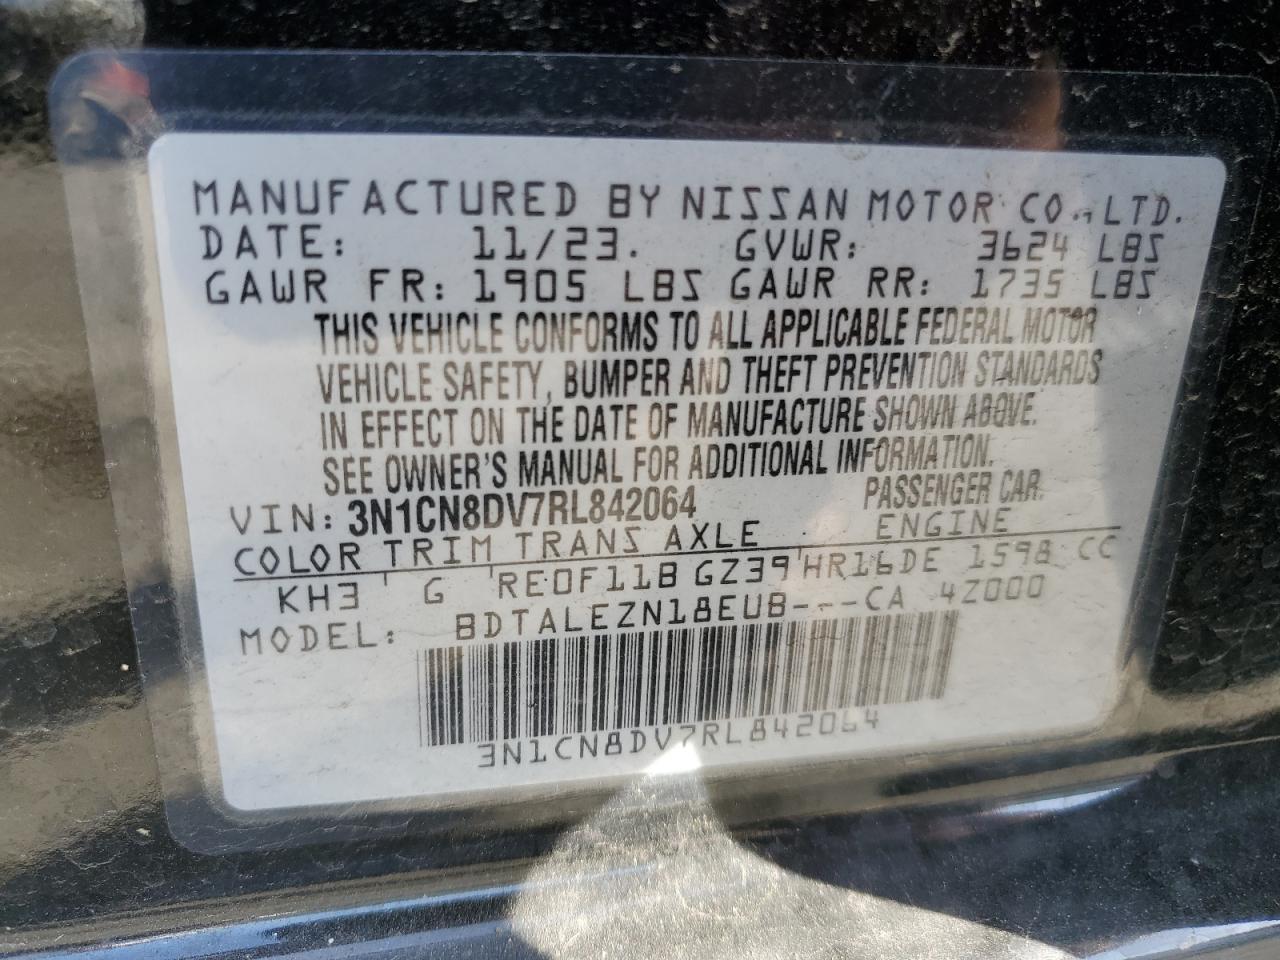 MANUFACTURED BY NISSAN MOTOR CO., LTD.
DATE: 11/23. GVWR: 3624 LBS
GAWR FR: 1905 LBS GAWR RR: 1735 LBS
THIS VEHICLE CONFORMS TO ALL APPLICABLE FEDERAL MOTOR
VEHICLE SAFETY, BUMPER AND THEFT PREVENTION STANDARDS
IN EFFECT ON THE DATE OF MANUFACTURE SHOWN ABOVE.
SEE OWNER'S MANUAL FOR ADDITIONAL INFORMATION.
VIN: 3N1CN8DV7RL842064 PASSENGER CAR.
COLOR TRIM TRANS AXLE ENGINE
KH3 G RE0F11B GZ39 HR16DE 1598 CC
MODEL: BDTALEZN18EUB---CA 4Z000
3N1CN8DV7RL842064